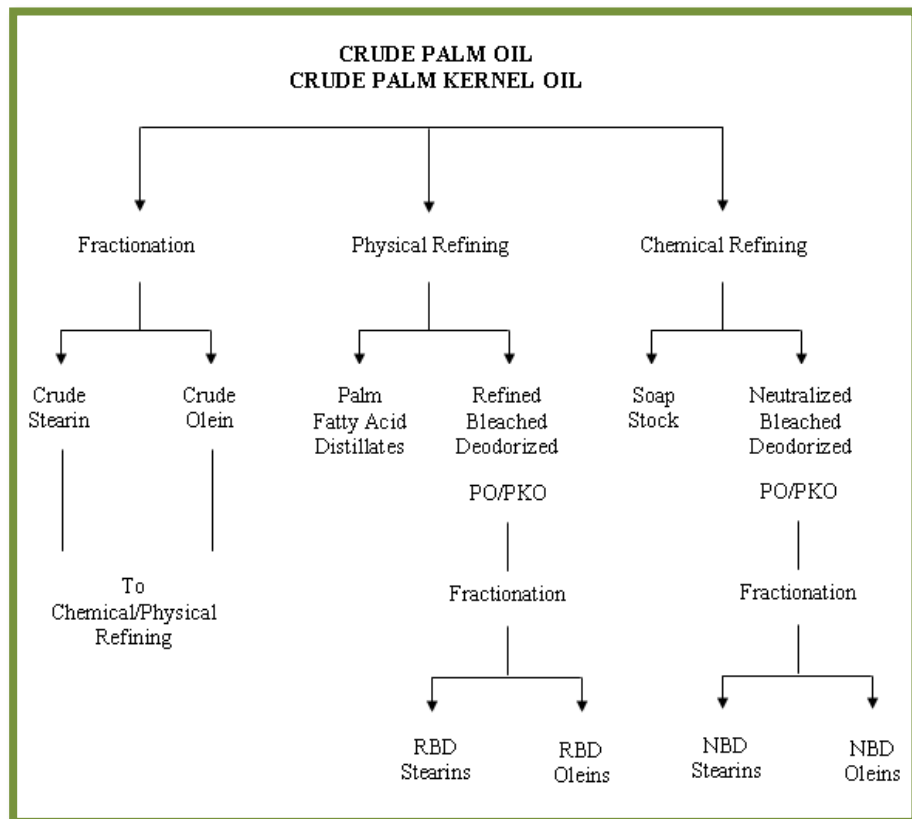 CRUDE PALM OIL
CRUDE PALM KERNEL OIL
Fractionation
Physical Refining
Chemical Refining
Crude
Stearin
Crude
Olein
Palm
Fatty Acid
Distillates
Refined
Bleached
Deodorized
PO/PKO
Soap
Stock
Neutralized
Bleached
Deodorized
PO/PKO
To
Chemical/Physical
Refining
Fractionation
Fractionation
RBD
Stearins
RBD
Oleins
NBD
Stearins
NBD
Oleins